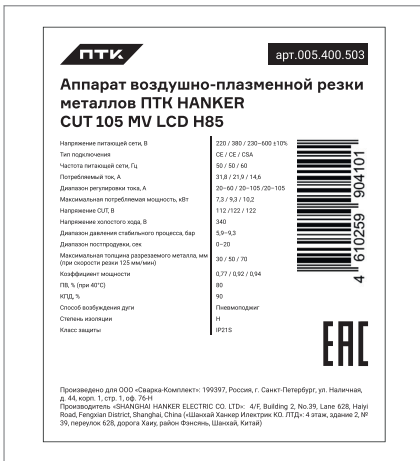 ПТК
арт.005.400.503
Аппарат воздушно-плазменной резки
металлов ПТК HANKER
CUT 105 MV LCD H85
Напряжение питающей сети, В 220 / 380 / 230–600 ±10%
Тип подключения CE / CE / CSA
Частота питающей сети, Гц 50 / 50 / 60
Потребляемый ток, А 31,8 / 21,9 / 14,6
Диапазон регулировки тока, А 20–60 / 20–105 /20–105
Максимальная потребляемая мощность, кВт 7,3 / 9,3 / 10,2
Напряжение CUT, В 112 /122 / 122
Напряжение холостого хода, В 340
Диапазон давления стабильного процесса, бар 5,9–9,3
Диапазон постпродувки, сек 0–20
Максимальная толщина разрезаемого металла, мм
(при скорости резки 125 мм/мин) 30 / 50 / 70
Коэффициент мощности 0,77 / 0,92 / 0,94
ПВ, % (при 40°С) 80
КПД, % 90
Способ возбуждения дуги Пневмоподжиг
Степень изоляции H
Класс защиты IP21S
4 610259 904101
EAC
Произведено для ООО «Сварка-Комплект»: 199397, Россия, г. Санкт-Петербург, ул. Наличная,
д. 44, корп. 1, стр. 1, оф. 76-Н
Производитель «SHANGHAI HANKER ELECTRIC CO. LTD»: 4/F, Building 2, No.39, Lane 628, Haiyi
Road, Fengxian District, Shanghai, China («Шанхай Ханкер Илектрик КО. ЛТД»: 4 этаж, здание 2, №
39, переулок 628, дорога Хаиу, район Фэнсянь, Шанхай, Китай)